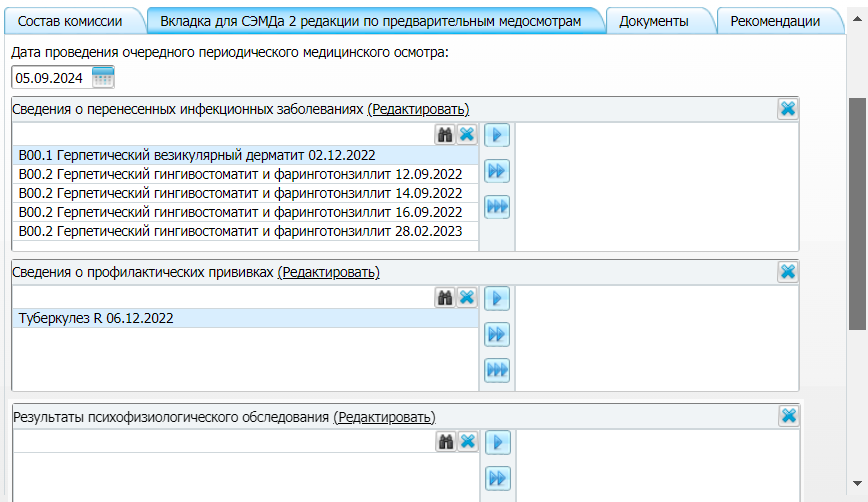 Состав комиссии
Вкладка для СЭМДа 2 редакции по предварительным медосмотрам
Документы
Рекомендации
Дата проведения очередного периодического медицинского осмотра:
05.09.2024
Сведения о перенесенных инфекционных заболеваниях (Редактировать)
B00.1 Герпетический везикулярный дерматит 02.12.2022
B00.2 Герпетический гингивостоматит и фаринготонзиллит 12.09.2022
B00.2 Герпетический гингивостоматит и фаринготонзиллит 14.09.2022
B00.2 Герпетический гингивостоматит и фаринготонзиллит 16.09.2022
B00.2 Герпетический гингивостоматит и фаринготонзиллит 28.02.2023
Сведения о профилактических прививках (Редактировать)
Туберкулез R 06.12.2022
Результаты психофизиологического обследования (Редактировать)